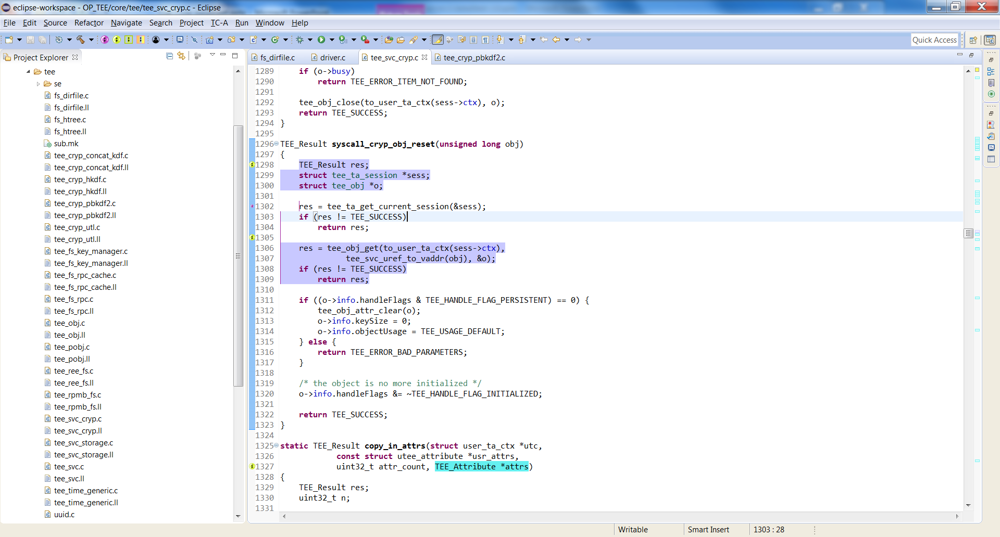 eclipse-workspace - OP_TEE/core/tee/tee_svc_cryp.c - Eclipse
File Edit Source Refactor Navigate Search Project TC-A Run Window Help
Quick Access
Project Explorer
tee
se
fs_dirfile.c
fs_dirfile.ll
fs_htree.c
fs_htree.ll
sub.mk
tee_cryp_concat_kdf.c
tee_cryp_concat_kdf.ll
tee_cryp_hkdf.c
tee_cryp_hkdf.ll
tee_cryp_pbkdf2.c
tee_cryp_pbkdf2.ll
tee_cryp_utl.c
tee_cryp_utl.ll
tee_fs_key_manager.c
tee_fs_key_manager.ll
tee_fs_rpc_cache.c
tee_fs_rpc_cache.ll
tee_fs_rpc.c
tee_fs_rpc.ll
tee_obj.c
tee_obj.ll
tee_pobj.c
tee_pobj.ll
tee_ree_fs.c
tee_ree_fs.ll
tee_rpmb_fs.c
tee_rpmb_fs.ll
tee_svc_cryp.c
tee_svc_cryp.ll
tee_svc_storage.c
tee_svc_storage.ll
tee_svc.c
tee_svc.ll
tee_time_generic.c
tee_time_generic.ll
uuid.c
fs_dirfile.c driver.c tee_svc_cryp.c tee_cryp_pbkdf2.c
1289     if (o->busy)
1290         return TEE_ERROR_ITEM_NOT_FOUND;
1291
1292     tee_obj_close(to_user_ta_ctx(sess->ctx), o);
1293     return TEE_SUCCESS;
1294 }
1295
1296 TEE_Result syscall_cryp_obj_reset(unsigned long obj)
1297 {
1298     TEE_Result res;
1299     struct tee_ta_session *sess;
1300     struct tee_obj *o;
1301
1302     res = tee_ta_get_current_session(&sess);
1303     if (res != TEE_SUCCESS)
1304         return res;
1305
1306     res = tee_obj_get(to_user_ta_ctx(sess->ctx),
1307               tee_svc_uref_to_vaddr(obj), &o);
1308     if (res != TEE_SUCCESS)
1309         return res;
1310
1311     if ((o->info.handleFlags & TEE_HANDLE_FLAG_PERSISTENT) == 0) {
1312         tee_obj_attr_clear(o);
1313         o->info.keySize = 0;
1314         o->info.objectUsage = TEE_USAGE_DEFAULT;
1315     } else {
1316         return TEE_ERROR_BAD_PARAMETERS;
1317     }
1318
1319     /* the object is no more initialized */
1320     o->info.handleFlags &= ~TEE_HANDLE_FLAG_INITIALIZED;
1321
1322     return TEE_SUCCESS;
1323 }
1324
1325 static TEE_Result copy_in_attrs(struct user_ta_ctx *utc,
1326             const struct utee_attribute *usr_attrs,
1327             uint32_t attr_count, TEE_Attribute *attrs)
1328 {
1329     TEE_Result res;
1330     uint32_t n;
1331
Writable Smart Insert 1303 : 28